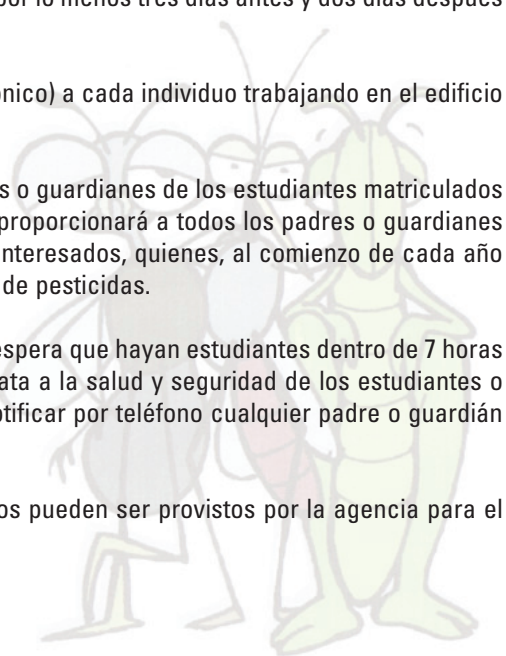 por lo menos tres días antes y dos días después
ónico) a cada individuo trabajando en el edificio
s o guardianes de los estudiantes matriculados
proporcionará a todos los padres o guardianes
interesados, quienes, al comienzo de cada año
de pesticidas.
espera que hayan estudiantes dentro de 7 horas
ata a la salud y seguridad de los estudiantes o
otificar por teléfono cualquier padre o guardián
os pueden ser provistos por la agencia para el